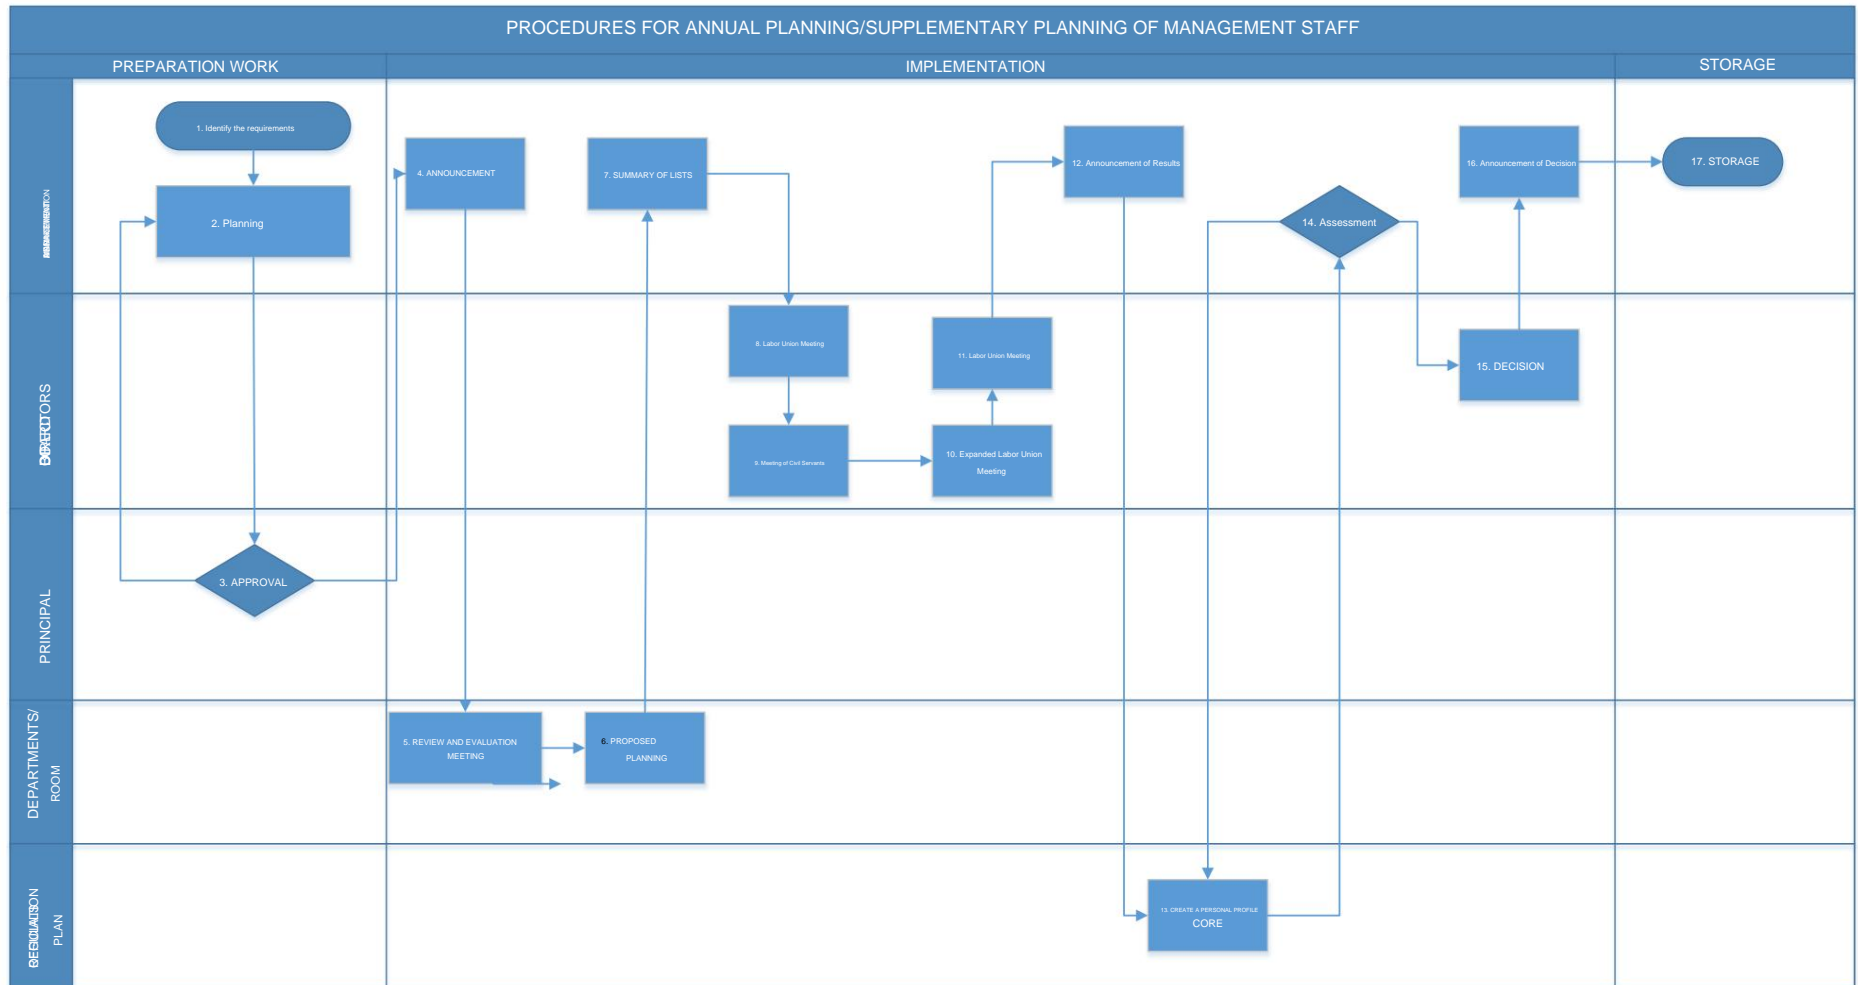 PROCEDURES FOR ANNUAL PLANNING/SUPPLEMENTARY PLANNING OF MANAGEMENT STAFF
PREPARATION WORK
IMPLEMENTATION
STORAGE
1. Identify the requirements
2. Planning
4. ANNOUNCEMENT
7. SUMMARY OF LISTS
12. Announcement of Results
14. Assessment
16. Announcement of Decision
17. STORAGE
8. Labor Union Meeting
11. Labor Union Meeting
15. DECISION
9. Meeting of Civil Servants
10. Expanded Labor Union
Meeting
PRINCIPAL
3. APPROVAL
DEPARTMENTS/
ROOM
5. REVIEW AND EVALUATION
MEETING
6. PROPOSED
PLANNING
PLAN
13. CREATE A PERSONAL PROFILE
CORE